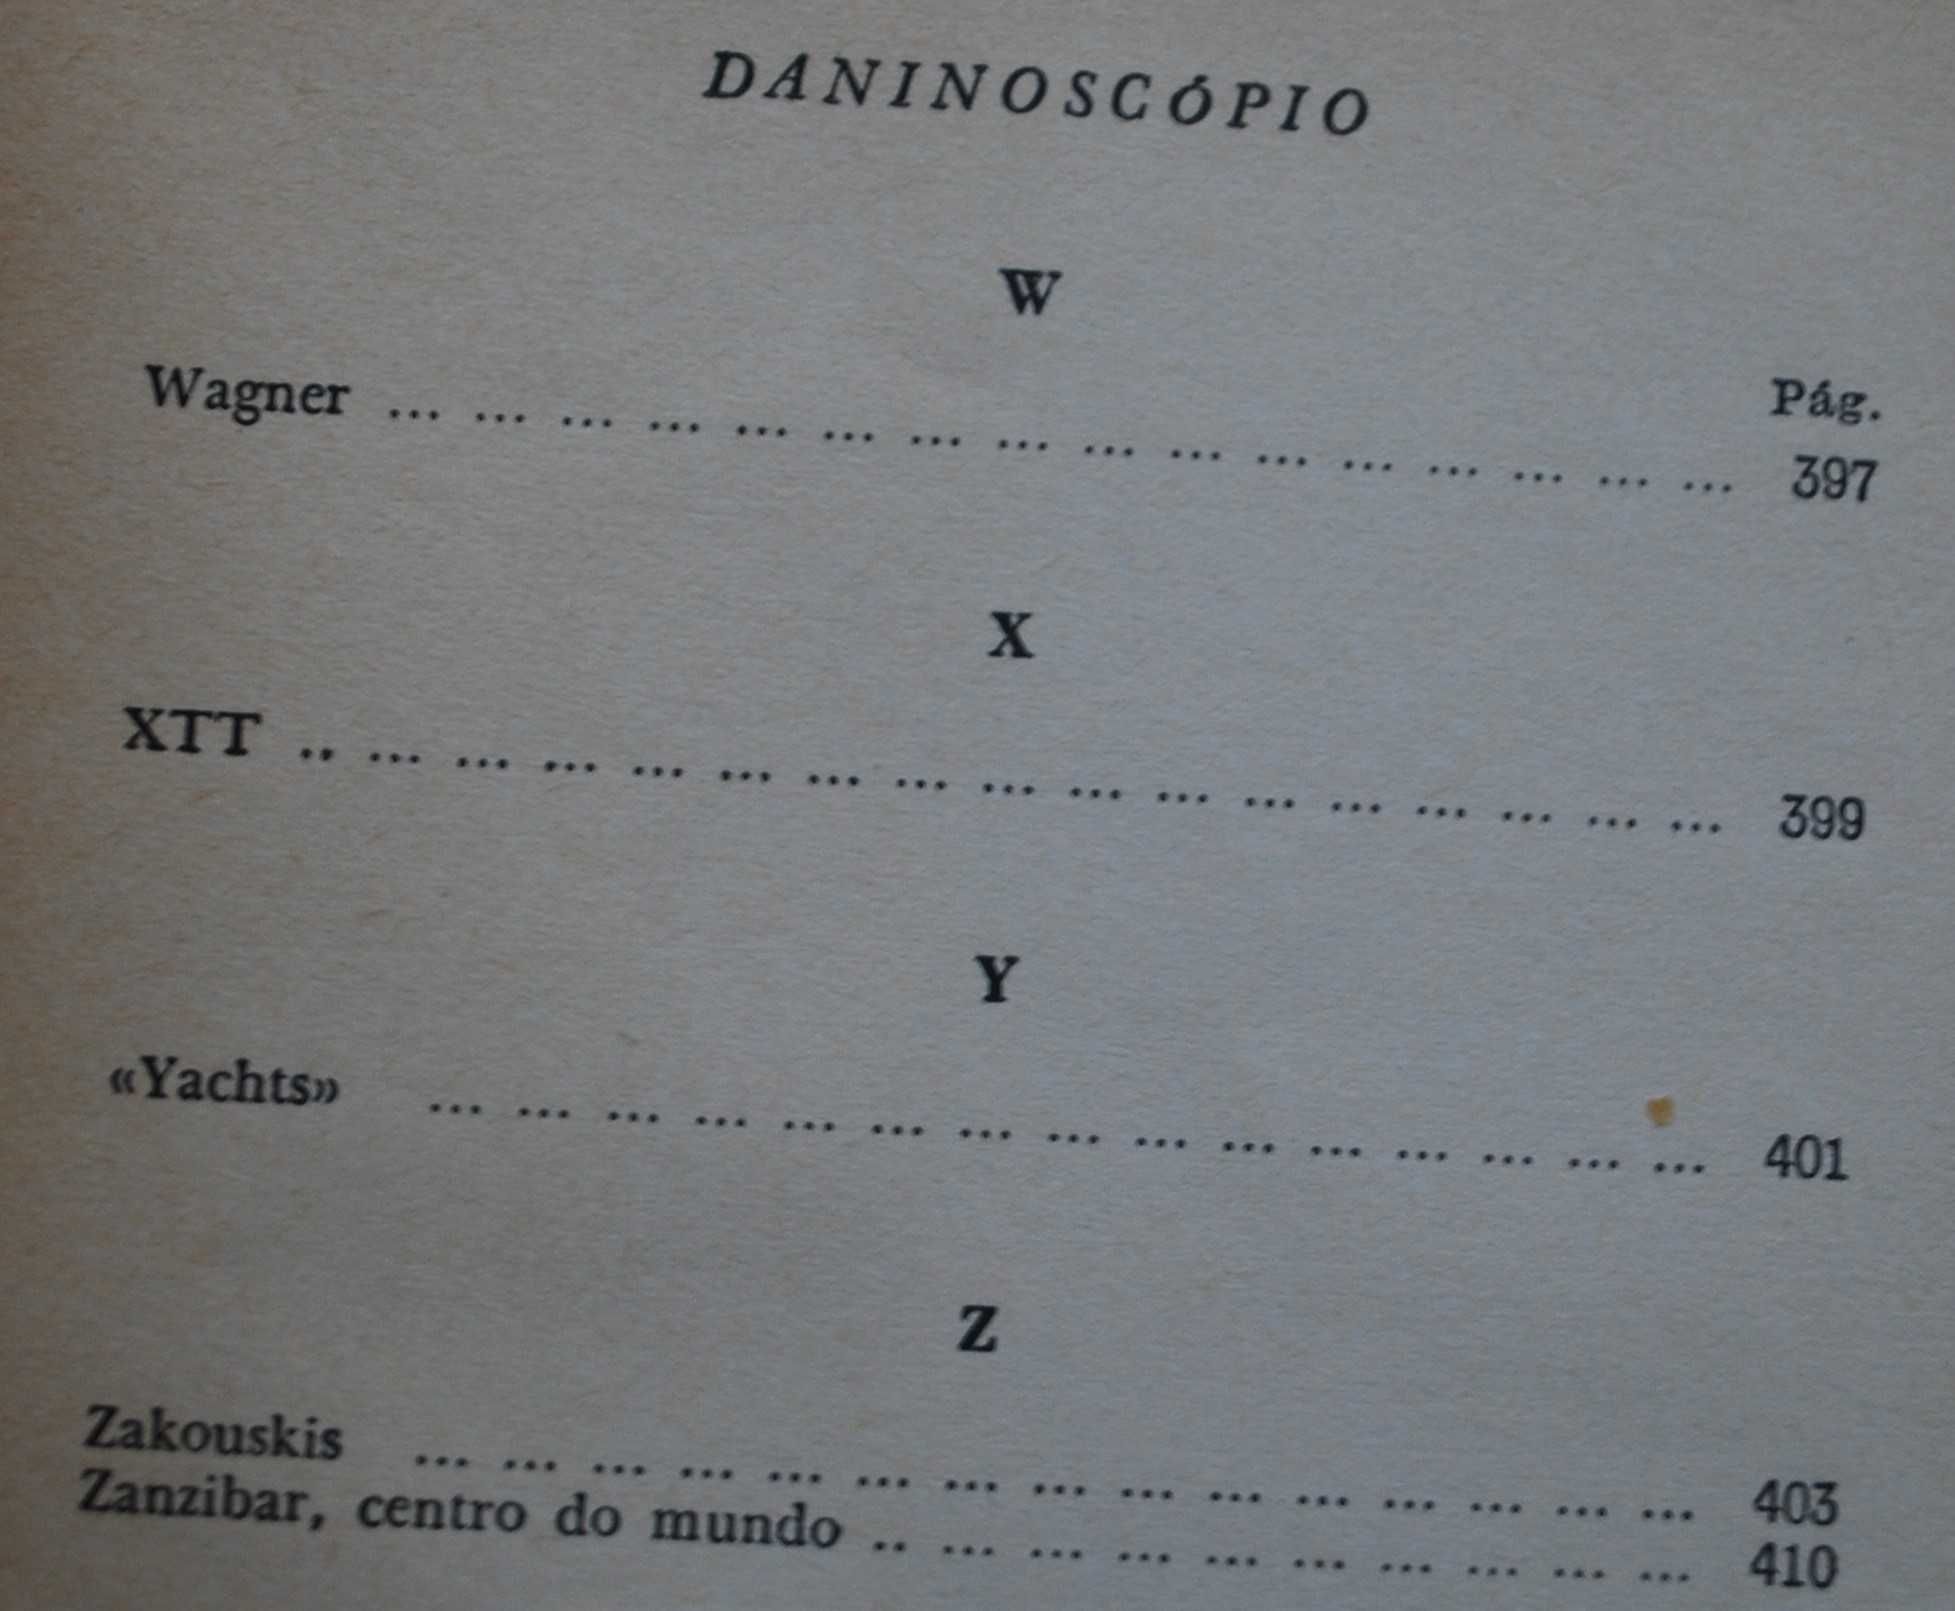 DANINOSCÓPIO
W
Pág.
Wagner ... ... ... ... ... ... ... ... ... ... ... ... ... ... ... ... 397
X
XTT .. ... ... ... ... ... ... ... ... ... ... ... ... ... ... ... ... 399
Y
«Yachts» ... ... ... ... ... ... ... ... ... ... ... ... ... ... ... 401
Z
Zakouskis ... ... ... ... ... ... ... ... ... ... ... ... ... ... ... 403
Zanzibar, centro do mundo .. ... ... ... ... ... ... ... ... ... 410